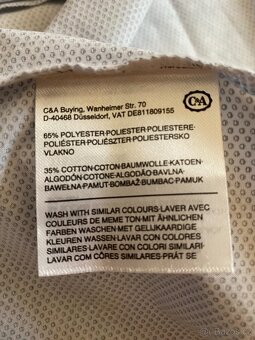 C&A Buying, Wanheimer Str. 70
D-40468 Düsseldorf, VAT DE811809155
C&A
65% POLYESTER-POLIESTER-POLIESTERE-
POLIÉSTER-POLIÉSZTER-POLIESTERSKO
VLAKNO
35% COTTON-COTON-BAUMWOLLE-KATOEN-
ALGODÓN-COTONE-ALGODÃO-BAVLNA-
BAWEŁNA-PAMUT-BOMBAŽ-BUMBAC-PAMUK
WASH WITH SIMILAR COLOURS-LAVER AVEC
COULEURS DE MEME TON-MIT ÄHNLICHEN
FARBEN WASCHEN-MET GELIJKAARDIGE
KLEUREN WASSEN-LAVAR CON COLORES
SIMILARES-LAVARE CON COLORI SIMILARI-
LAVAR COM CÔRES SIMILARES-PRÁT SE